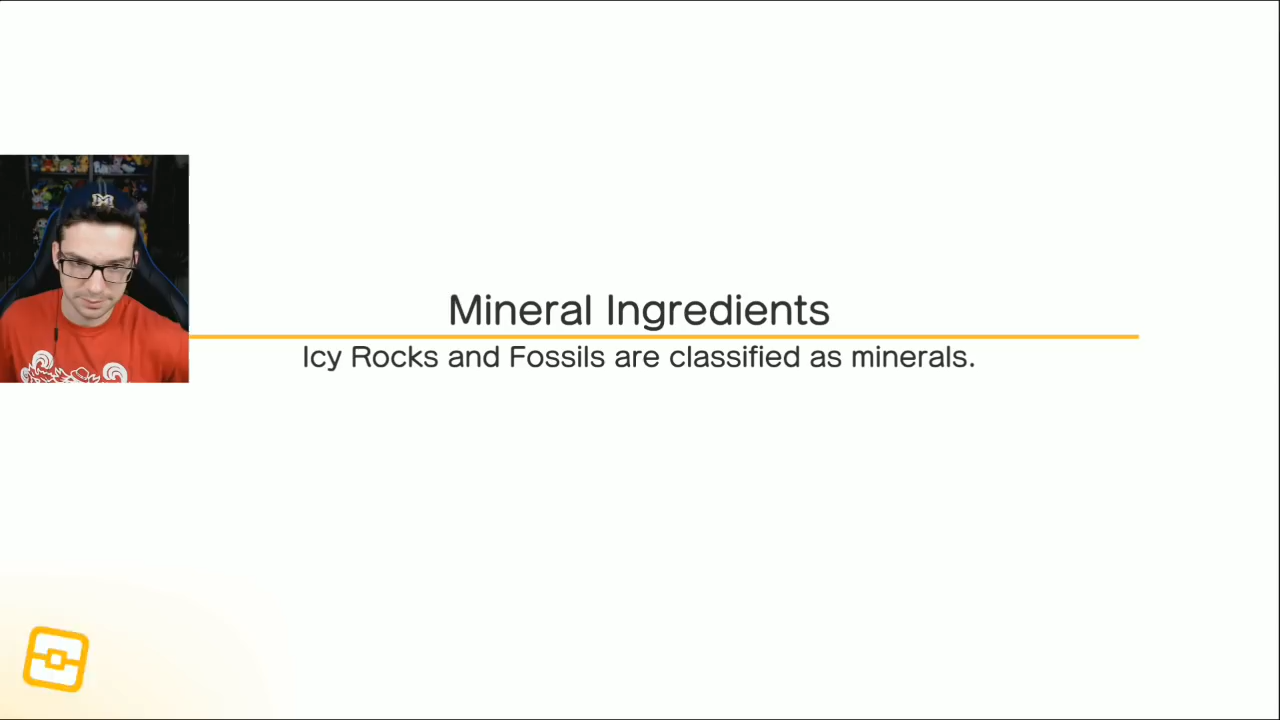 Mineral Ingredients
Icy Rocks and Fossils are classified as minerals.